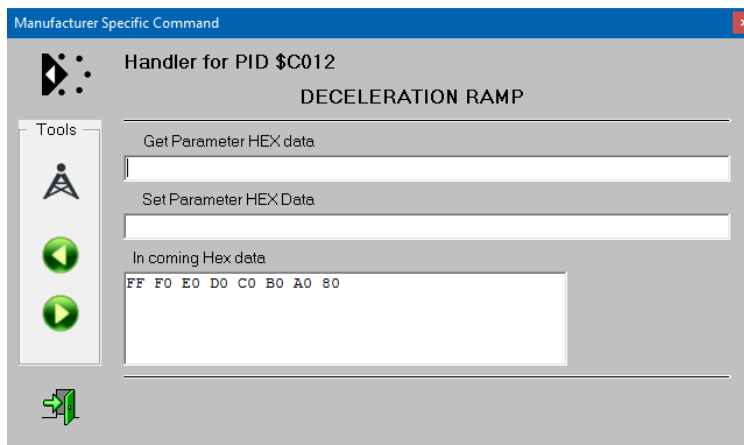 Manufacturer Specific Command
Handler for PID $C012
DECELERATION RAMP
Tools
Get Parameter HEX data
Set Parameter HEX Data
In coming Hex data
FF F0 E0 D0 C0 B0 A0 80